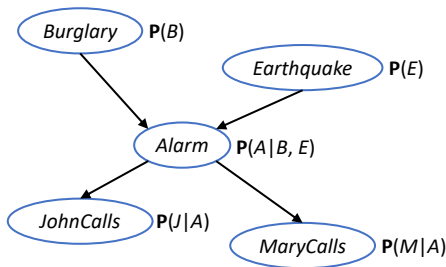 Burglary P(B)
Earthquake P(E)
Alarm P(A|B, E)
JohnCalls P(J|A)
MaryCalls P(M|A)